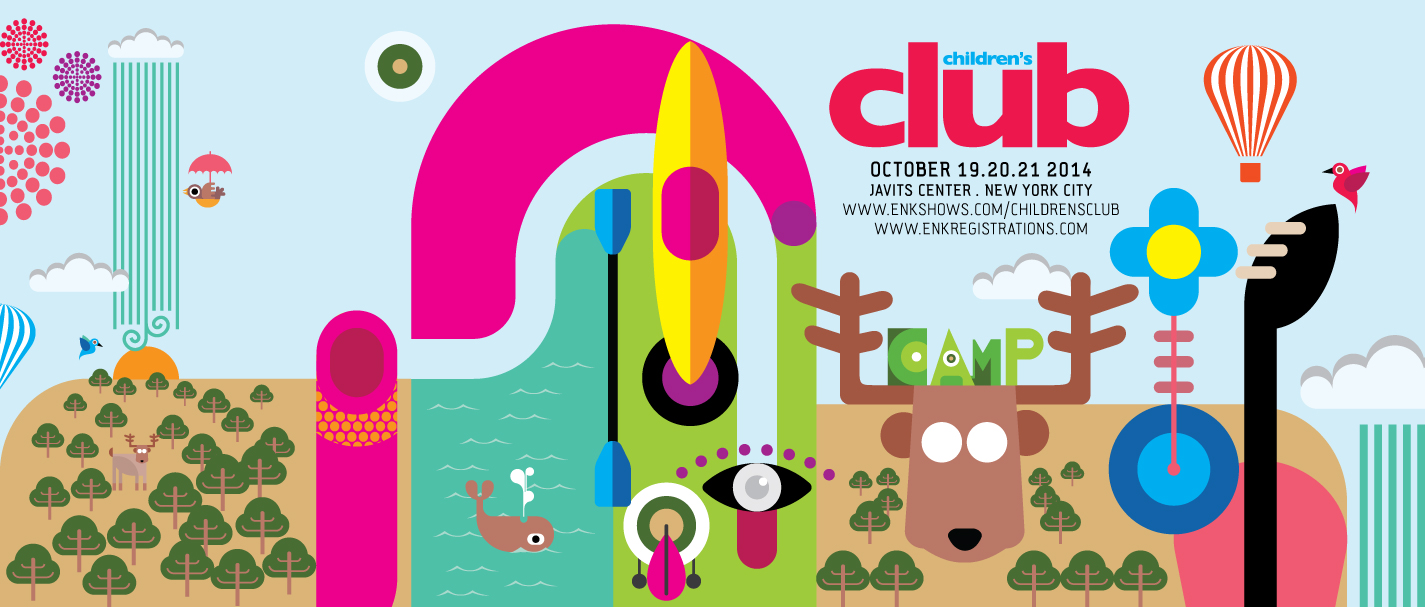 children's
club
OCTOBER 19.20.21 2014
JAVITS CENTER . NEW YORK CITY
WWW.ENKSHOWS.COM/CHILDRENSCLUB
WWW.ENKREGISTRATIONS.COM
CAMP